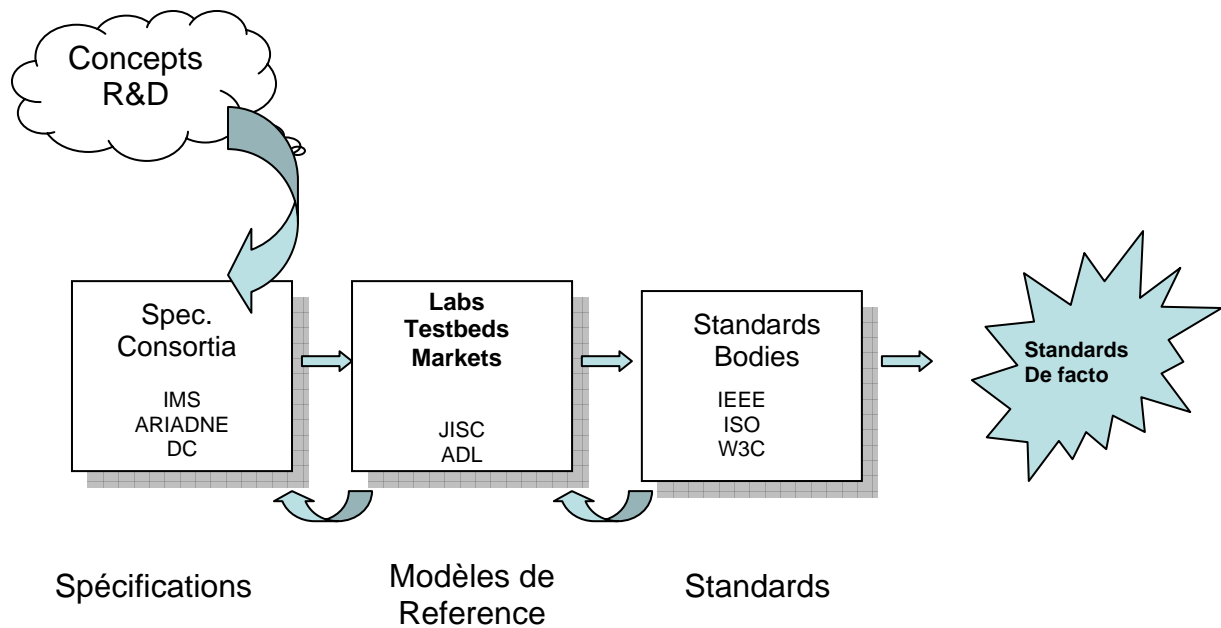 Concepts
R&D
Spec.
Consortia
IMS
ARIADNE
DC
Labs
Testbeds
Markets
JISC
ADL
Standards
Bodies
IEEE
ISO
W3C
Standards
De facto
Spécifications
Modèles de
Reference
Standards